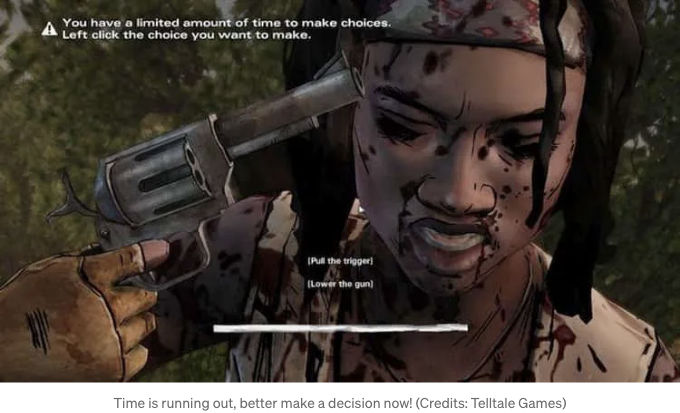 You have a limited amount of time to make choices.
Left click the choice you want to make.
[Pull the trigger]
[Lower the gun]
Time is running out, better make a decision now! (Credits: Telltale Games)